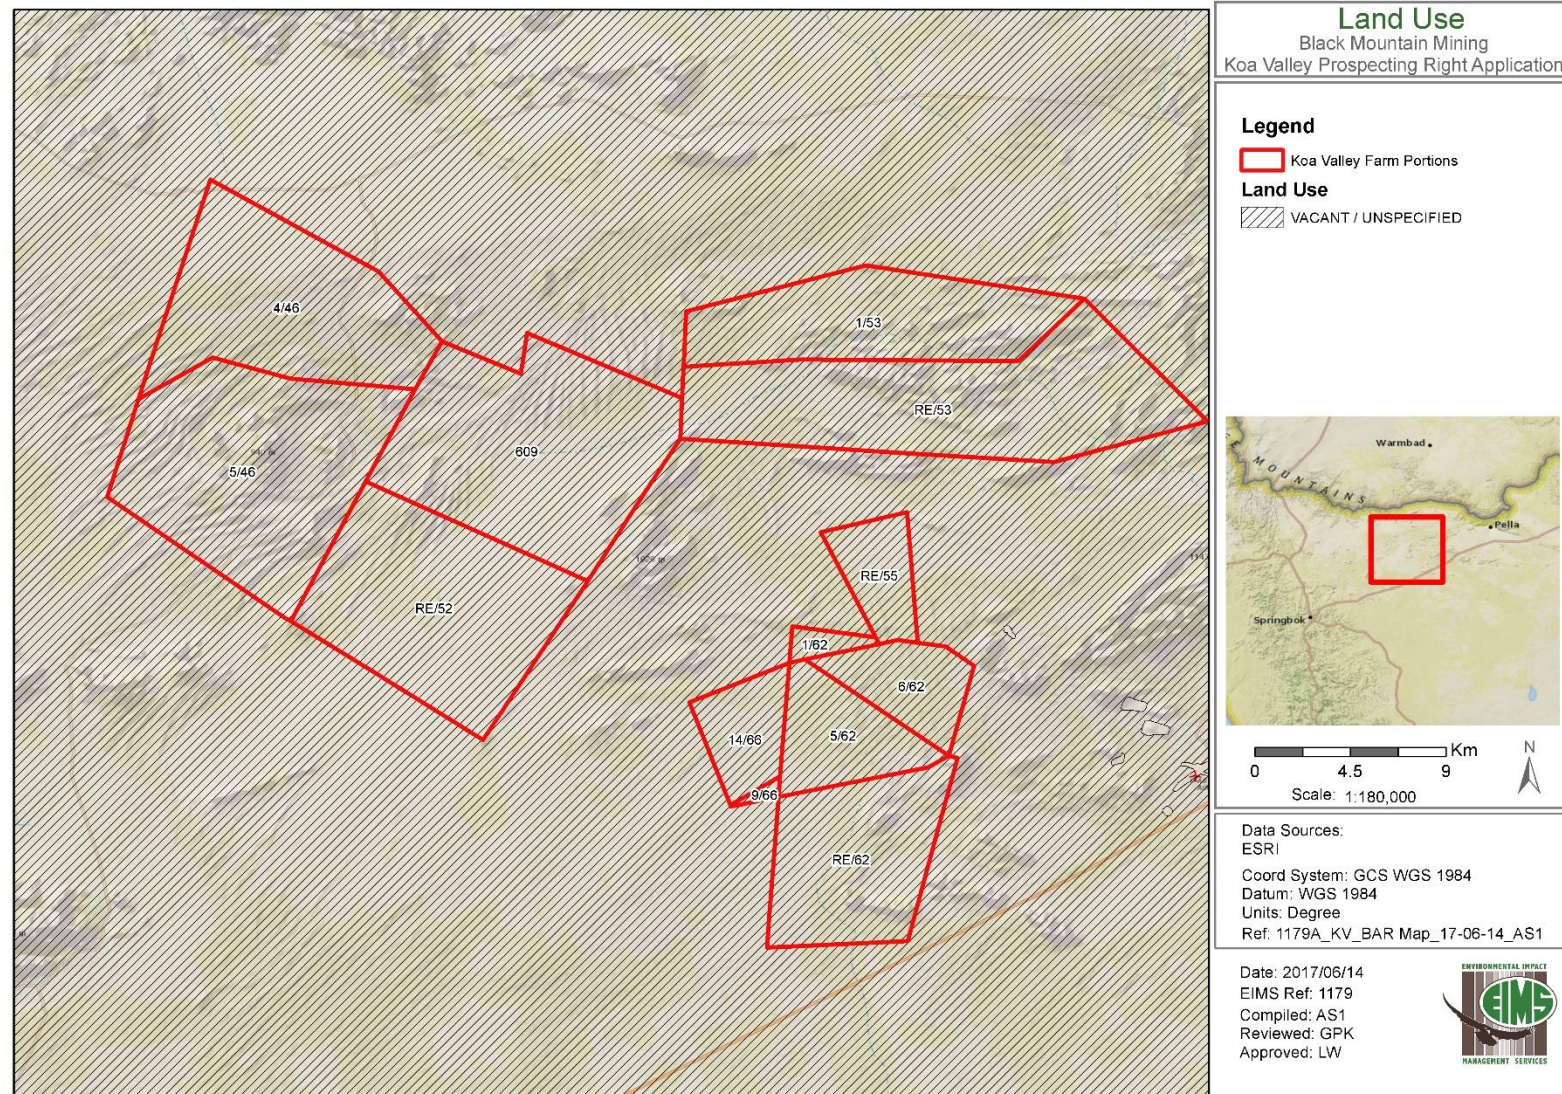 Land Use
Black Mountain Mining
Koa Valley Prospecting Right Application
Legend
Koa Valley Farm Portions
Land Use
VACANT / UNSPECIFIED
4/46
1/53
RE/53
609
5/46
RE/52
RE/55
1/62
6/62
14/66
5/62
9/66
RE/62
Warmbad
MOUNTAINS
Pella
Springbok
Km
0 4.5 9
N
Scale: 1:180,000
Data Sources:
ESRI
Coord System: GCS WGS 1984
Datum: WGS 1984
Units: Degree
Ref: 1179A_KV_BAR Map_17-06-14_AS1
Date: 2017/06/14
EIMS Ref: 1179
Compiled: AS1
Reviewed: GPK
Approved: LW
ENVIRONMENTAL IMPACT
EIMS
MANAGEMENT SERVICES